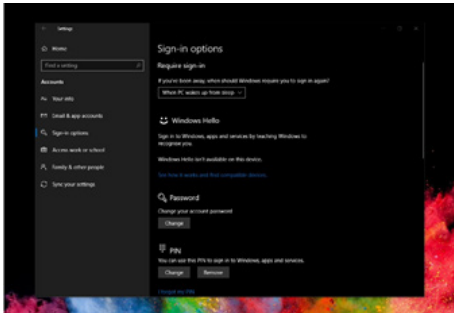 Settings
Home
Find a setting
Accounts
Your info
Email & app accounts
Sign-in options
Access work or school
Family & other people
Sync your settings
Sign-in options
Require sign-in
If you've been away, when should Windows require you to sign in again?
When PC wakes up from sleep
Windows Hello
Sign in to Windows, apps and services by teaching Windows to
recognise you.
Windows Hello isn't available on this device.
See how it works and find compatible devices.
Password
Change your account password
Change
PIN
You can use this PIN to sign in to Windows, apps and services.
Change
Remove
I forgot my PIN